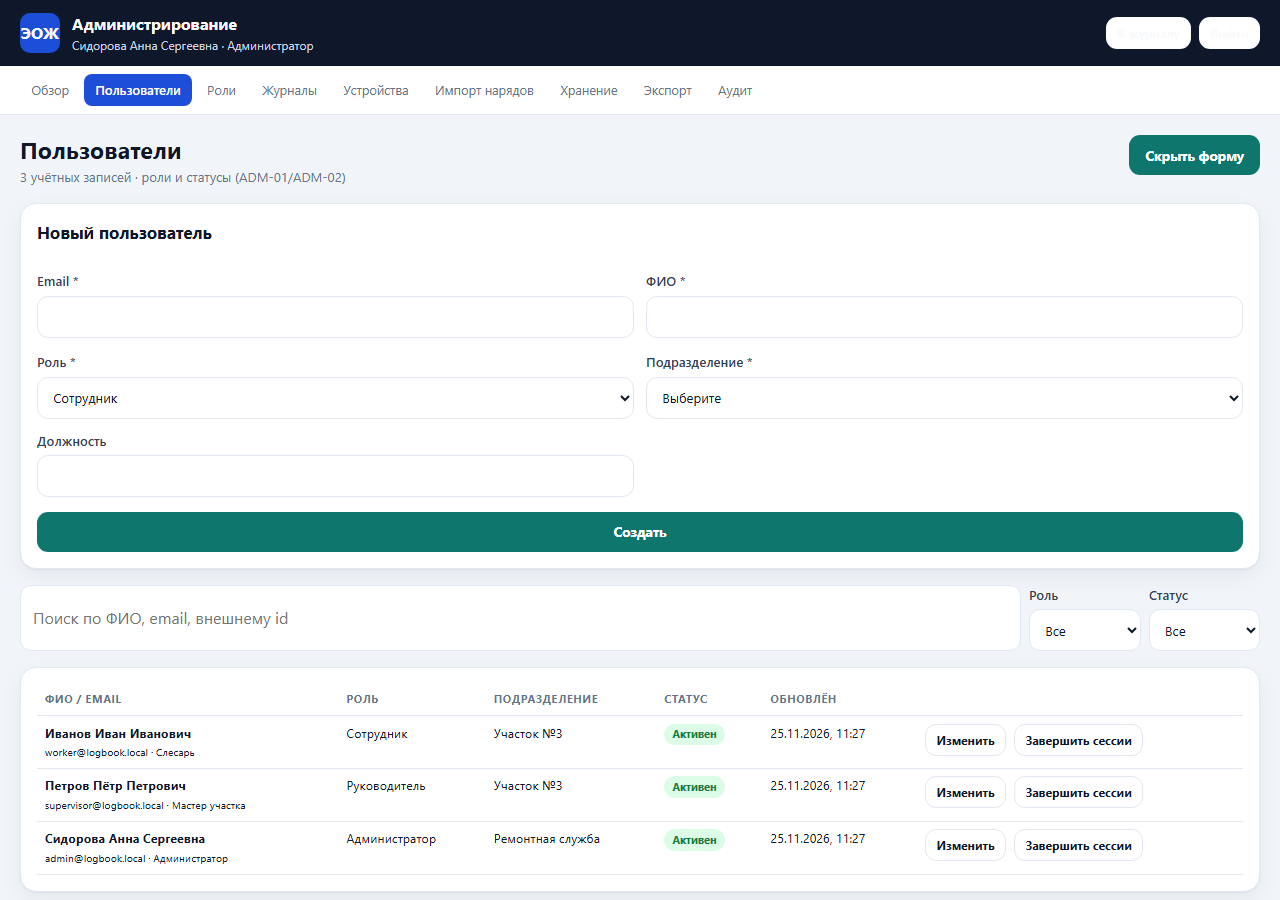 ЭОЖ
Администрирование
Сидорова Анна Сергеевна · Администратор
Обзор Пользователи Роли Журналы Устройства Импорт нарядов Хранение Экспорт Аудит
Пользователи
3 учётных записей · роли и статусы (ADM-01/ADM-02)
Скрыть форму
Новый пользователь
Email * ФИО *
Роль * Подразделение *
Сотрудник Выберите
Должность
Создать
Роль Статус
Поиск по ФИО, email, внешнему id
Все Все
ФИО / EMAIL РОЛЬ ПОДРАЗДЕЛЕНИЕ СТАТУС ОБНОВЛЁН
Иванов Иван Иванович Сотрудник Участок №3 Активен 25.11.2026, 11:27 Изменить Завершить сессии
worker@logbook.local · Слесарь
Петров Пётр Петрович Руководитель Участок №3 Активен 25.11.2026, 11:27 Изменить Завершить сессии
supervisor@logbook.local · Мастер участка
Сидорова Анна Сергеевна Администратор Ремонтная служба Активен 25.11.2026, 11:27 Изменить Завершить сессии
admin@logbook.local · Администратор